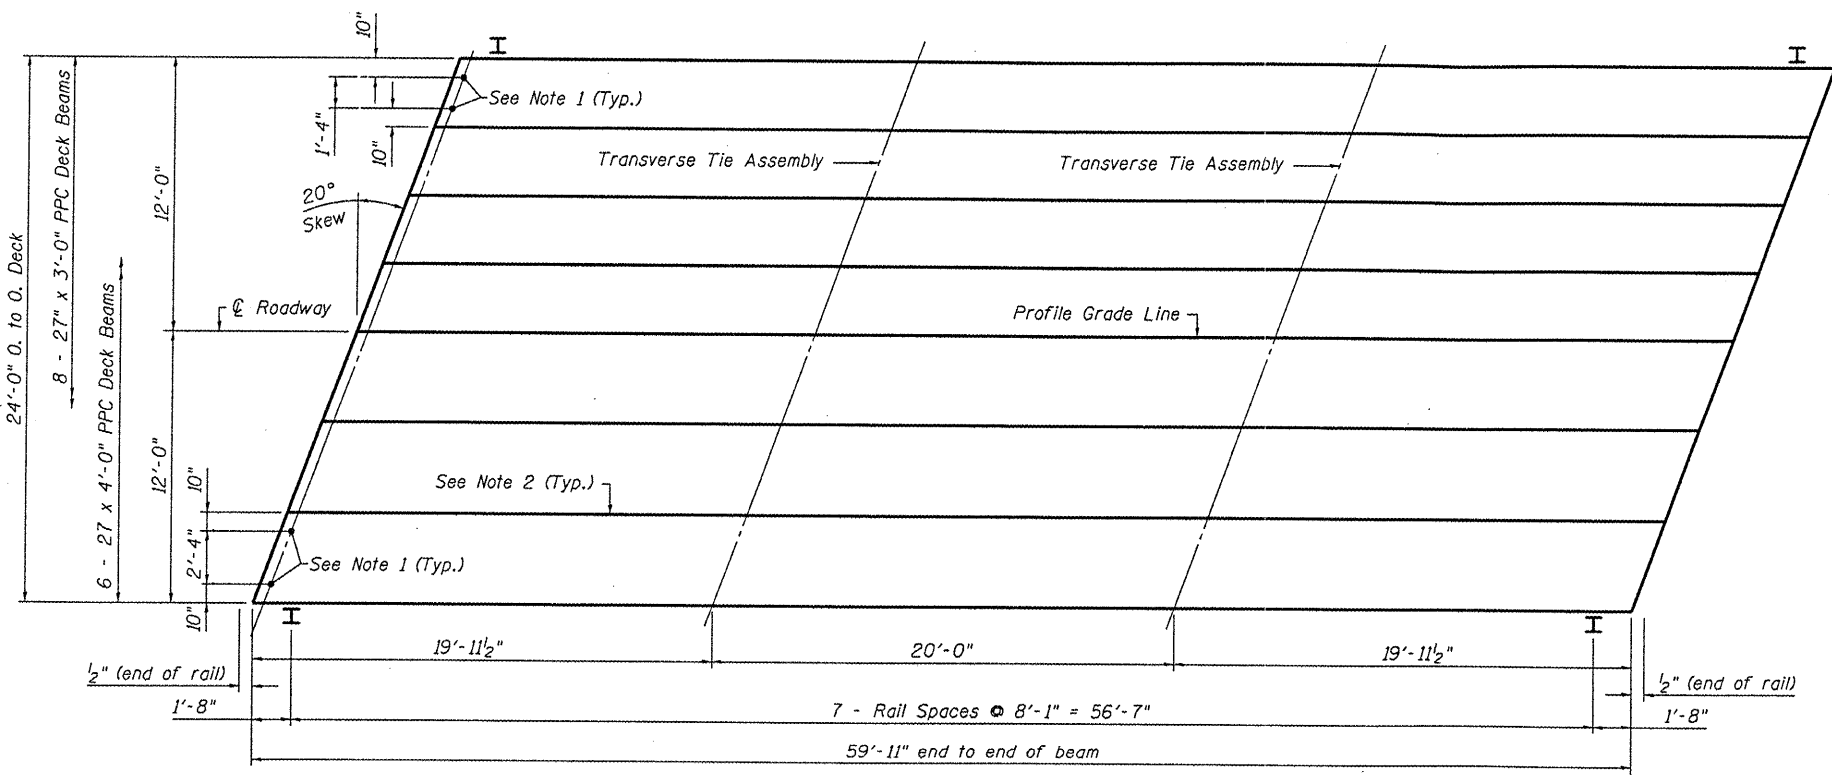 10"
See Note 1 (Typ.)
1'-4"
10"
Transverse Tie Assembly
Transverse Tie Assembly
20°
Skew
12'-0"
8 - 27" x 3'-0" PPC Deck Beams
24'-0" O. to O. Deck
6 - 27 x 4'-0" PPC Deck Beams
℄ Roadway
Profile Grade Line
12'-0"
10"
See Note 2 (Typ.)
2'-4"
See Note 1 (Typ.)
10"
19'-11½"
20'-0"
19'-11½"
½" (end of rail)
½" (end of rail)
1'-8"
7 - Rail Spaces @ 8'-1" = 56'-7"
1'-8"
59'-11" end to end of beam